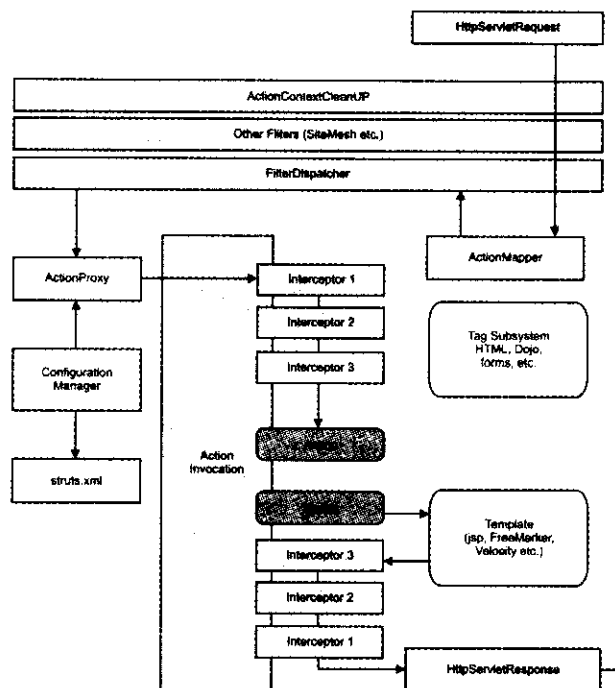 HttpServletRequest
ActionContextCleanUP
Other Filters (SiteMesh etc.)
FilterDispatcher
ActionProxy
Interceptor 1
ActionMapper
Interceptor 2
Tag Subsystem
HTML, Dojo,
forms, etc.
Interceptor 3
Configuration
Manager
Action
Invocation
struts.xml
Template
(jsp, FreeMarker,
Velocity etc.)
Interceptor 3
Interceptor 2
Interceptor 1
HttpServletResponse